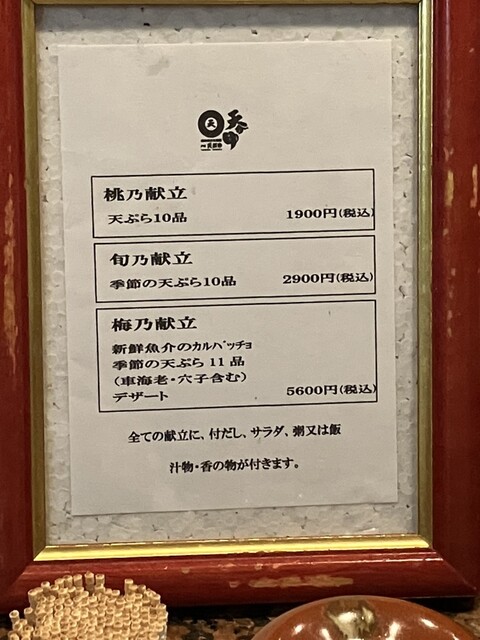 天
桃乃献立
天ぷら10品 1900円(税込)
旬乃献立
季節の天ぷら10品 2900円(税込)
梅乃献立
新鮮魚介のカルパッチョ
季節の天ぷら 11 品
(車海老・穴子含む)
デザート 5600円(税込)
全ての献立に、付だし、サラダ、粥又は飯
汁物・香の物が付きます。